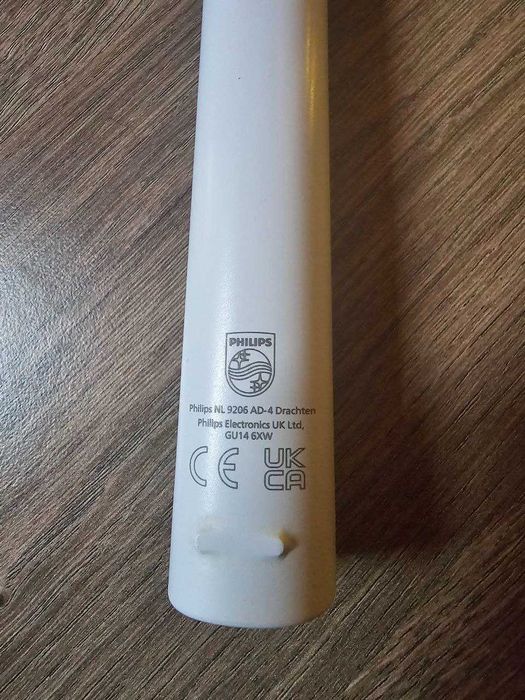 PHILIPS
Philips NL 9206 AD-4 Drachten
Philips Electronics UK Ltd,
GU14 6XW
CE UK
CA